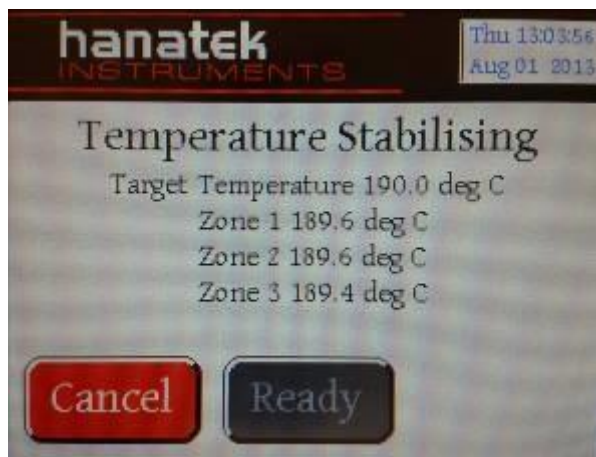 hanatek
INSTRUMENTS
Thu 13:03:56
Aug 01 2013
Temperature Stabilising
Target Temperature 190.0 deg C
Zone 1 189.6 deg C
Zone 2 189.6 deg C
Zone 3 189.4 deg C
Cancel
Ready